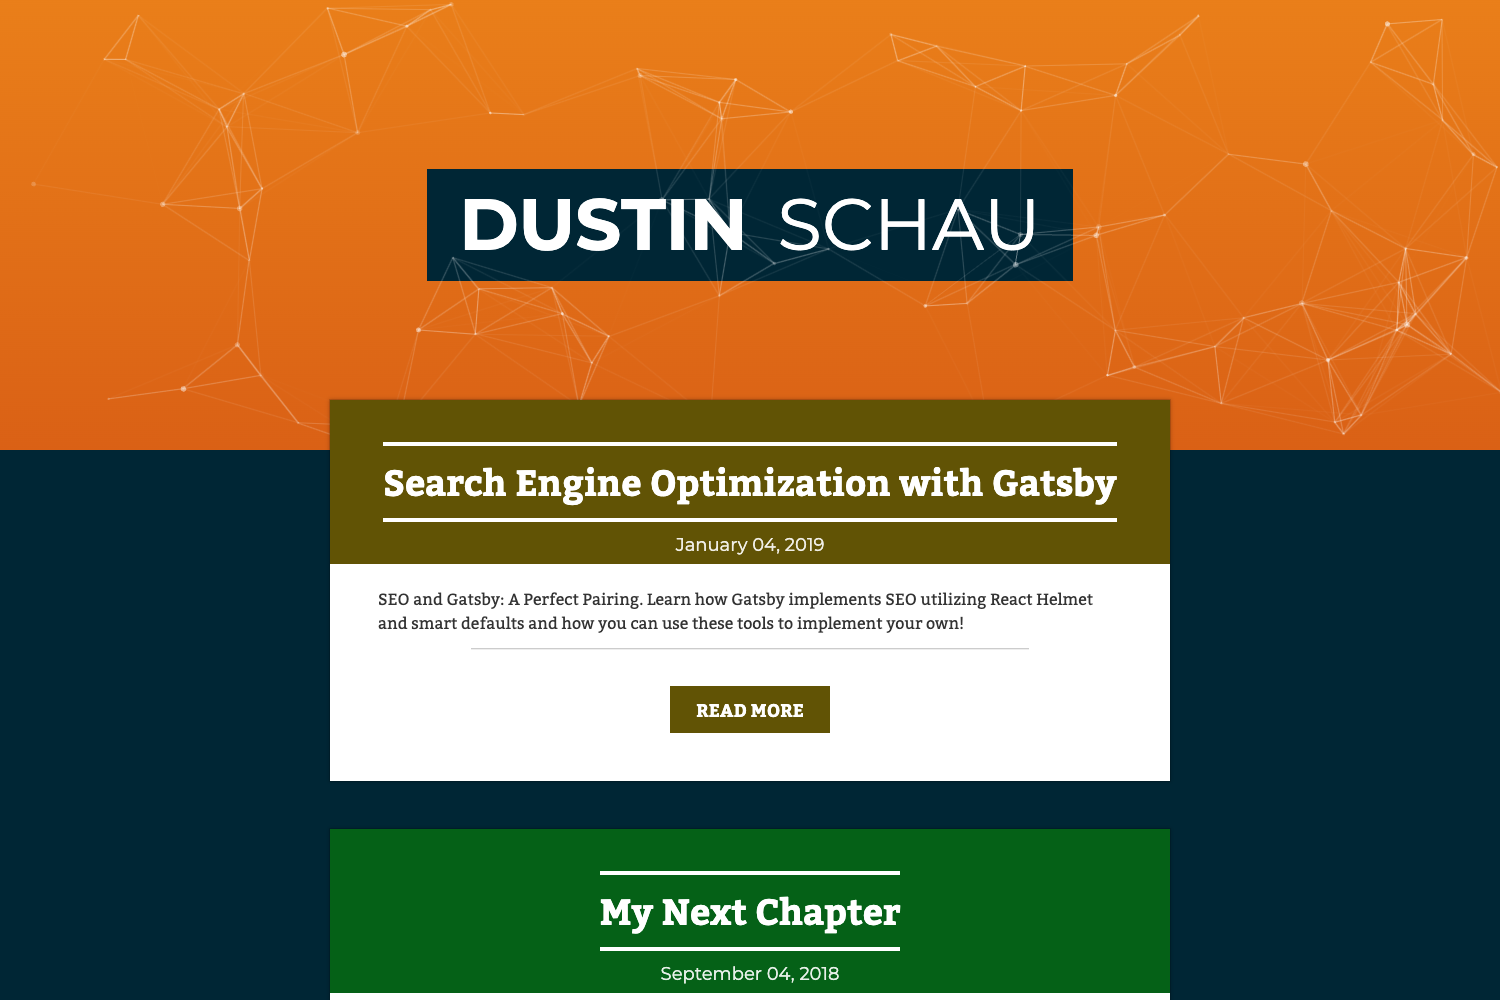 DUSTIN SCHAU
Search Engine Optimization with Gatsby
January 04, 2019
SEO and Gatsby: A Perfect Pairing. Learn how Gatsby implements SEO utilizing React Helmet
and smart defaults and how you can use these tools to implement your own!
READ MORE
My Next Chapter
September 04, 2018